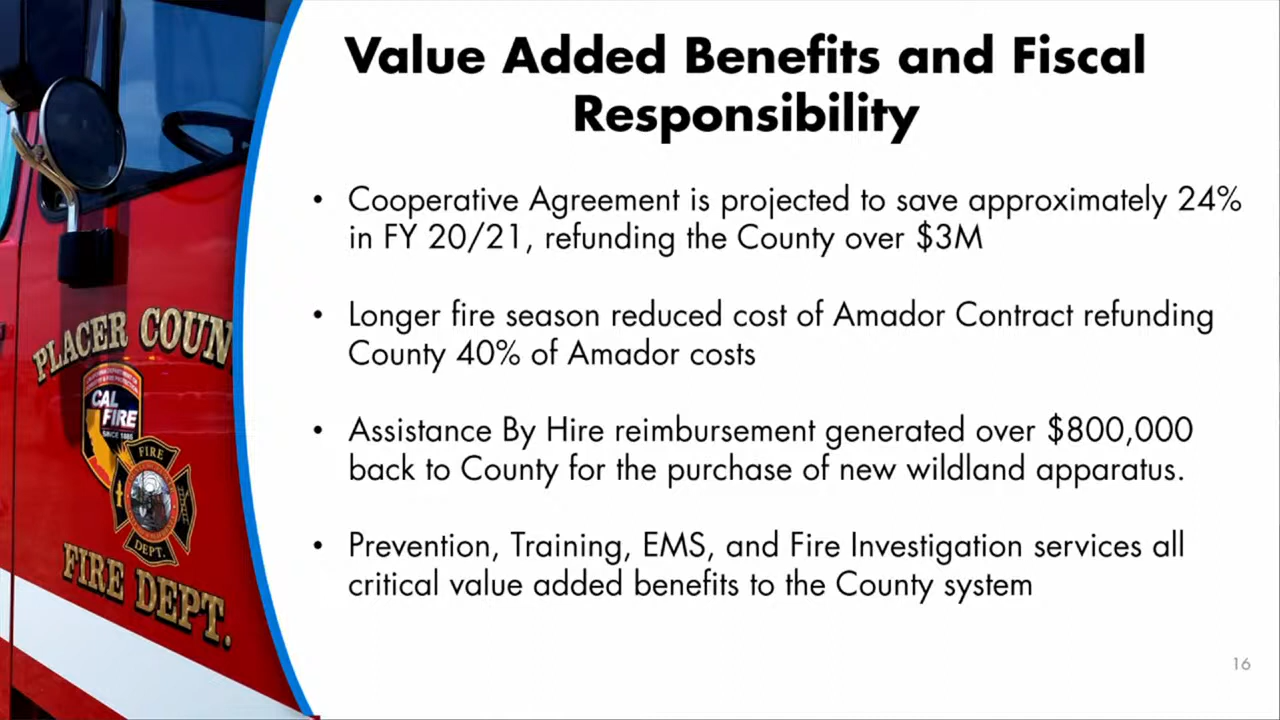 Value Added Benefits and Fiscal
Responsibility
• Cooperative Agreement is projected to save approximately 24%
in FY 20/21, refunding the County over $3M
• Longer fire season reduced cost of Amador Contract refunding
County 40% of Amador costs
• Assistance By Hire reimbursement generated over $800,000
back to County for the purchase of new wildland apparatus.
• Prevention, Training, EMS, and Fire Investigation services all
critical value added benefits to the County system
16
PLACER COUN
CAL
FIRE
SINCE 1885
FIRE
DEPT.
FIRE DEPT.